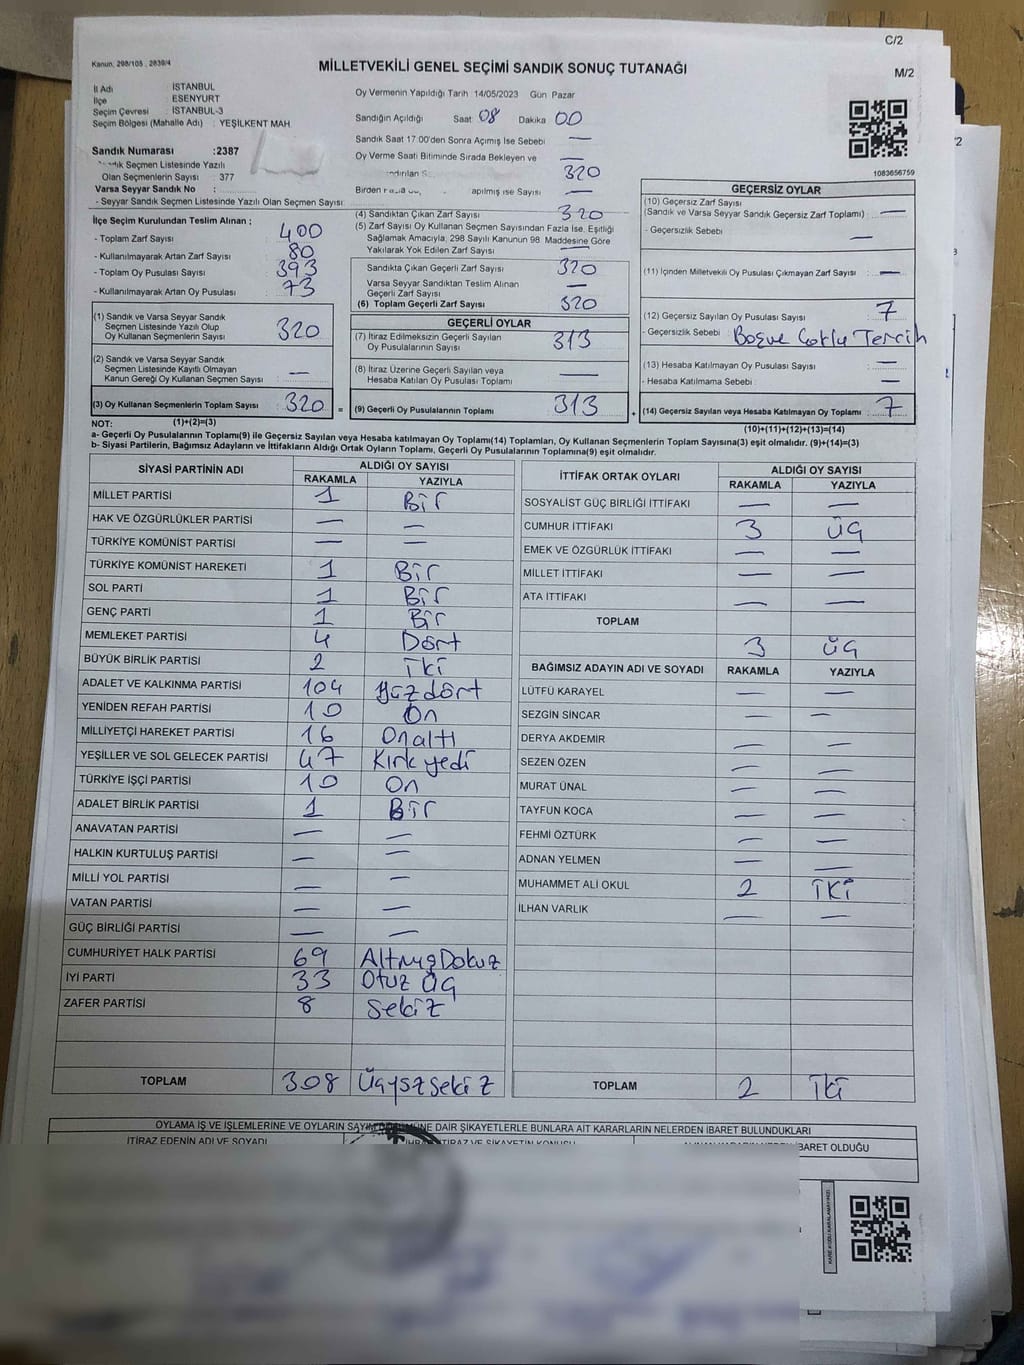 C/2
Kanun, 298/105 , 2839/4
MİLLETVEKİLİ GENEL SEÇİMİ SANDIK SONUÇ TUTANAĞI
M/2
İl Adı İSTANBUL
İlçe ESENYURT
Seçim Çevresi İSTANBUL-3
Seçim Bölgesi (Mahalle Adı) : YEŞİLKENT MAH.
Oy Vermenin Yapıldığı Tarih 14/05/2023 Gün Pazar
Sandığın Açıldığı Saat 08 Dakika 00
Sandık Saat 17:00'den Sonra Açımış İse Sebebi —
Oy Verme Saati Bitiminde Sırada Bekleyen ve —
320
Sandık Numarası :2387
Seçmen Listesinde Yazılı
Olan Seçmenlerin Sayısı : 377
Varsa Seyyar Sandık No :
- Seyyar Sandık Seçmen Listesinde Yazılı Olan Seçmen Sayısı
Birden apılmış ise Sayısı —
1083656759
İlçe Seçim Kurulundan Teslim Alınan ;
- Toplam Zarf Sayısı : 400
- Kullanılmayarak Artan Zarf Sayısı : 80
- Toplam Oy Pusulası Sayısı : 393
- Kullanılmayarak Artan Oy Pusulası : 73
(4) Sandıktan Çıkan Zarf Sayısı 320
(5) Zarf Sayısı Oy Kullanan Seçmen Sayısından Fazla İse, Eşitliği
Sağlamak Amacıyla, 298 Sayılı Kanunun 98. Maddesine Göre
Yakılarak Yok Edilen Zarf Sayısı —
Sandıkta Çıkan Geçerli Zarf Sayısı 320
Varsa Seyyar Sandıktan Teslim Alınan
Geçerli Zarf Sayısı —
(6) Toplam Geçerli Zarf Sayısı 320
GEÇERSİZ OYLAR
(10) Geçersiz Zarf Sayısı
(Sandık ve Varsa Seyyar Sandık Geçersiz Zarf Toplamı) : —
- Geçersizlik Sebebi : —
(11) İçinden Milletvekili Oy Pusulası Çıkmayan Zarf Sayısı : —
(12) Geçersiz Sayılan Oy Pusulası Sayısı : 7
- Geçersizlik Sebebi Boş ve Çoklu Tercih
(13) Hesaba Katılmayan Oy Pusulası Sayısı : —
- Hesaba Katılmama Sebebi : —
(14) Geçersiz Sayılan veya Hesaba Katılmayan Oy Toplamı : 7
(10)+(11)+(12)+(13)=(14)
(1) Sandık ve Varsa Seyyar Sandık
Seçmen Listesinde Yazılı Olup
Oy Kullanan Seçmenlerin Sayısı : 320
(2) Sandık ve Varsa Seyyar Sandık
Seçmen Listesinde Kayıtlı Olmayan
Kanun Gereği Oy Kullanan Seçmen Sayısı : —
(3) Oy Kullanan Seçmenlerin Toplam Sayısı : 320 =
(1)+(2)=(3)
GEÇERLİ OYLAR
(7) İtiraz Edilmeksizin Geçerli Sayılan
Oy Pusulalarının Sayısı 313
(8) İtiraz Üzerine Geçerli Sayılan veya
Hesaba Katılan Oy Pusulası Toplamı —
(9) Geçerli Oy Pusulalarının Toplamı 313 +
NOT:
a- Geçerli Oy Pusulalarının Toplamı(9) ile Geçersiz Sayılan veya Hesaba katılmayan Oy Toplamı(14) Toplamları, Oy Kullanan Seçmenlerin Toplam Sayısına(3) eşit olmalıdır. (9)+(14)=(3)
b- Siyasi Partilerin, Bağımsız Adayların ve İttifakların Aldığı Ortak Oyların Toplamı, Geçerli Oy Pusulalarının Toplamına(9) eşit olmalıdır.
SİYASİ PARTİNİN ADI ALDIĞI OY SAYISI
RAKAMLA YAZIYLA
MİLLET PARTİSİ 1 Bir
HAK VE ÖZGÜRLÜKLER PARTİSİ — —
TÜRKİYE KOMÜNİST PARTİSİ — —
TÜRKİYE KOMÜNİST HAREKETİ 1 Bir
SOL PARTİ 1 Bir
GENÇ PARTİ 1 Bir
MEMLEKET PARTİSİ 4 Dört
BÜYÜK BİRLİK PARTİSİ 2 İki
ADALET VE KALKINMA PARTİSİ 104 Yüzdört
YENİDEN REFAH PARTİSİ 10 On
MİLLİYETÇİ HAREKET PARTİSİ 16 Onaltı
YEŞİLLER VE SOL GELECEK PARTİSİ 47 Kırk yedi
TÜRKİYE İŞÇİ PARTİSİ 10 On
ADALET BİRLİK PARTİSİ 1 Bir
ANAVATAN PARTİSİ — —
HALKIN KURTULUŞ PARTİSİ — —
MİLLİ YOL PARTİSİ — —
VATAN PARTİSİ — —
GÜÇ BİRLİĞİ PARTİSİ — —
CUMHURİYET HALK PARTİSİ 69 Altmış Dokuz
İYİ PARTİ 33 Otuz Üç
ZAFER PARTİSİ 8 Sekiz
TOPLAM 308 Üçyüzsekiz
İTTİFAK ORTAK OYLARI ALDIĞI OY SAYISI
RAKAMLA YAZIYLA
SOSYALİST GÜÇ BİRLİĞİ İTTİFAKI — —
CUMHUR İTTİFAKI 3 Üç
EMEK VE ÖZGÜRLÜK İTTİFAKI — —
MİLLET İTTİFAKI — —
ATA İTTİFAKI — —
TOPLAM
3 Üç
BAĞIMSIZ ADAYIN ADI VE SOYADI RAKAMLA YAZIYLA
LÜTFÜ KARAYEL — —
SEZGİN SİNCAR — —
DERYA AKDEMİR — —
SEZEN ÖZEN — —
MURAT ÜNAL — —
TAYFUN KOCA — —
FEHMİ ÖZTÜRK — —
ADNAN YELMEN — —
MUHAMMET ALİ OKUL 2 İki
İLHAN VARLIK — —
TOPLAM 2 İki
OYLAMA İŞ VE İŞLEMLERİNE VE OYLARIN SAYIM DÖKÜMÜNE DAİR ŞİKAYETLERLE BUNLARA AİT KARARLARIN NELERDEN İBARET BULUNDUKLARI
İTİRAZ EDENİN ADI VE SOYADI İTİRAZ VE ŞİKAYETİN KONUSU İBARET OLDUĞU